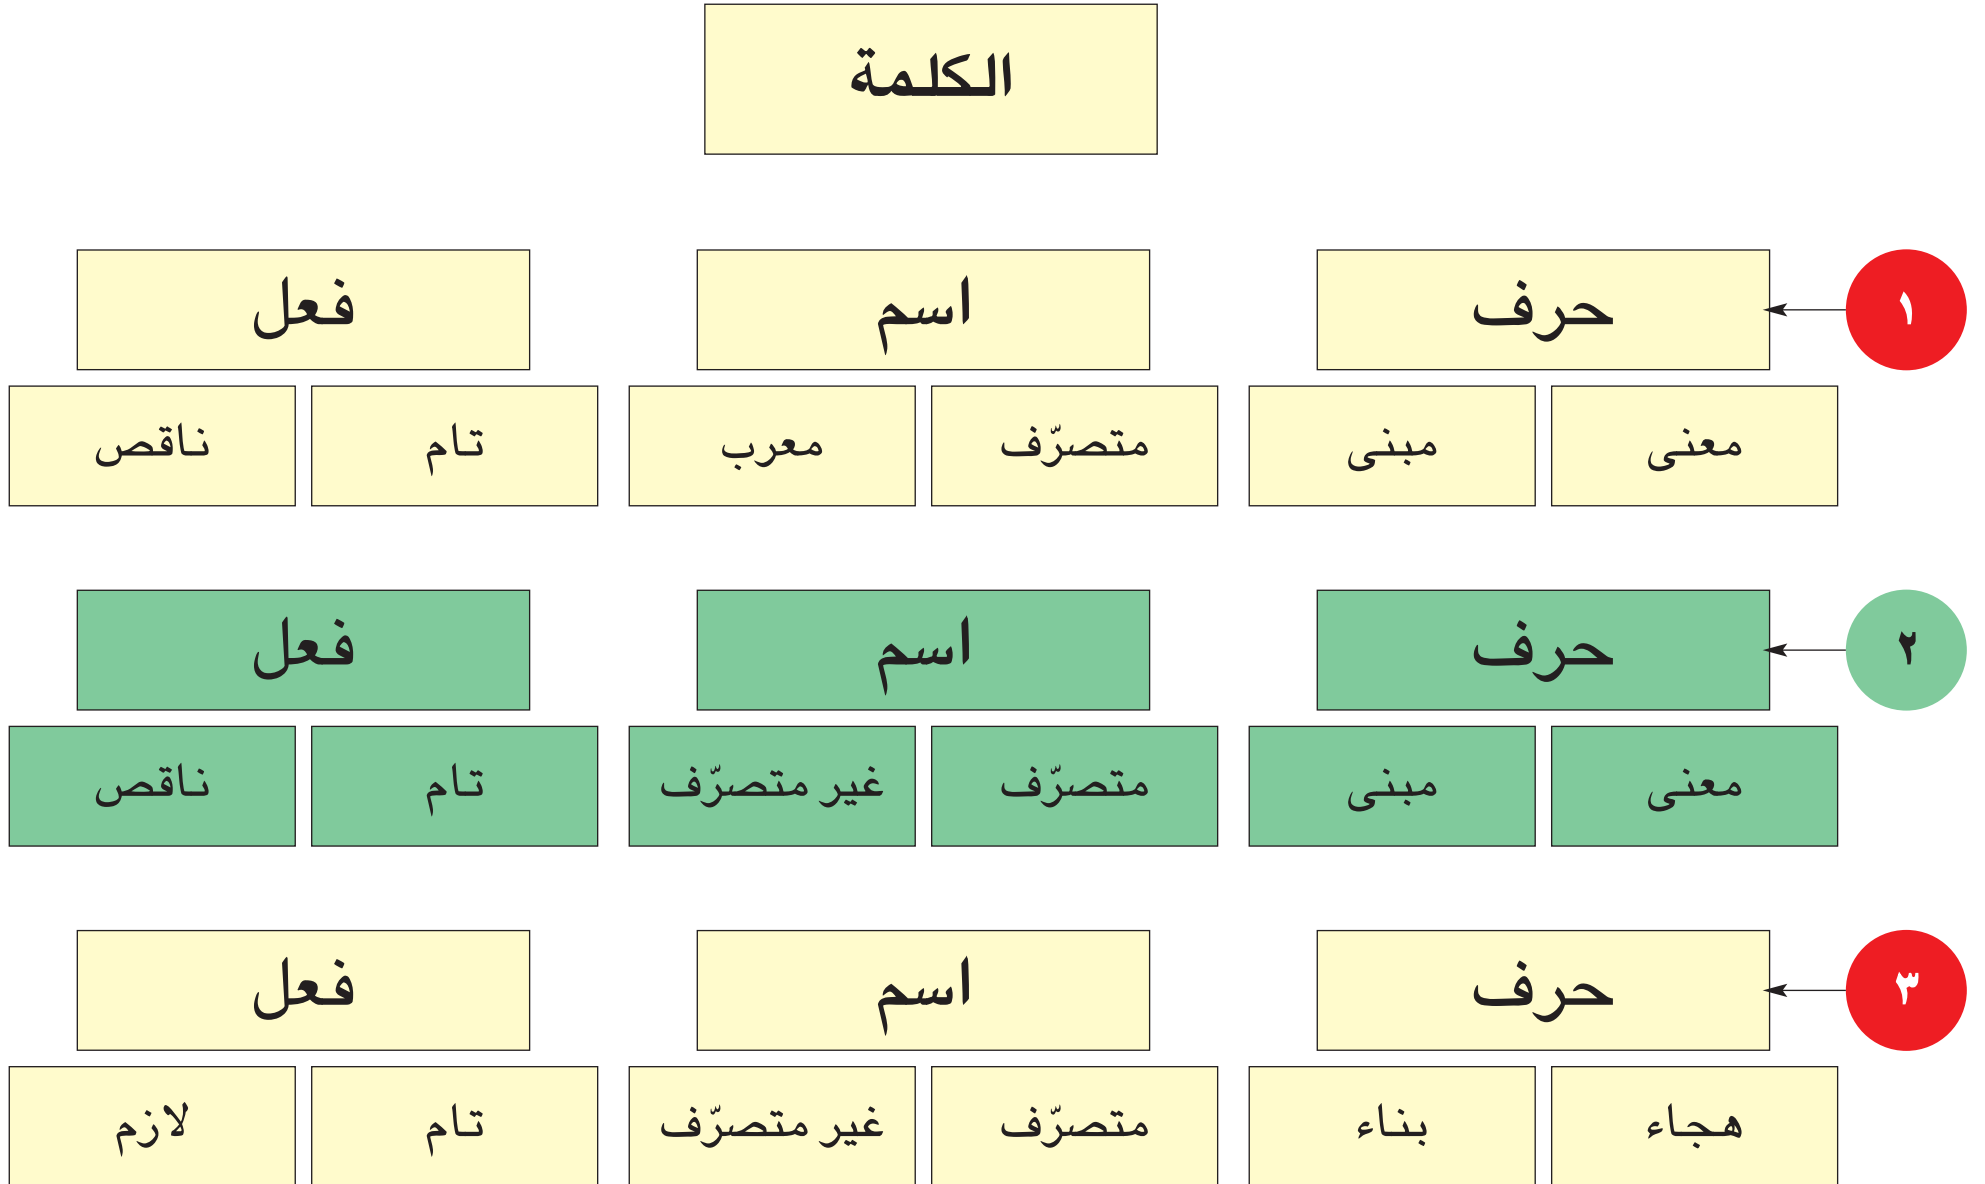 الكلمة
١
حرف
اسم
فعل
معنى
مبنى
متصرّف
معرب
تام
ناقص
٢
حرف
اسم
فعل
معنى
مبنى
متصرّف
غير متصرّف
تام
ناقص
٣
حرف
اسم
فعل
هجاء
بناء
متصرّف
غير متصرّف
تام
لازم